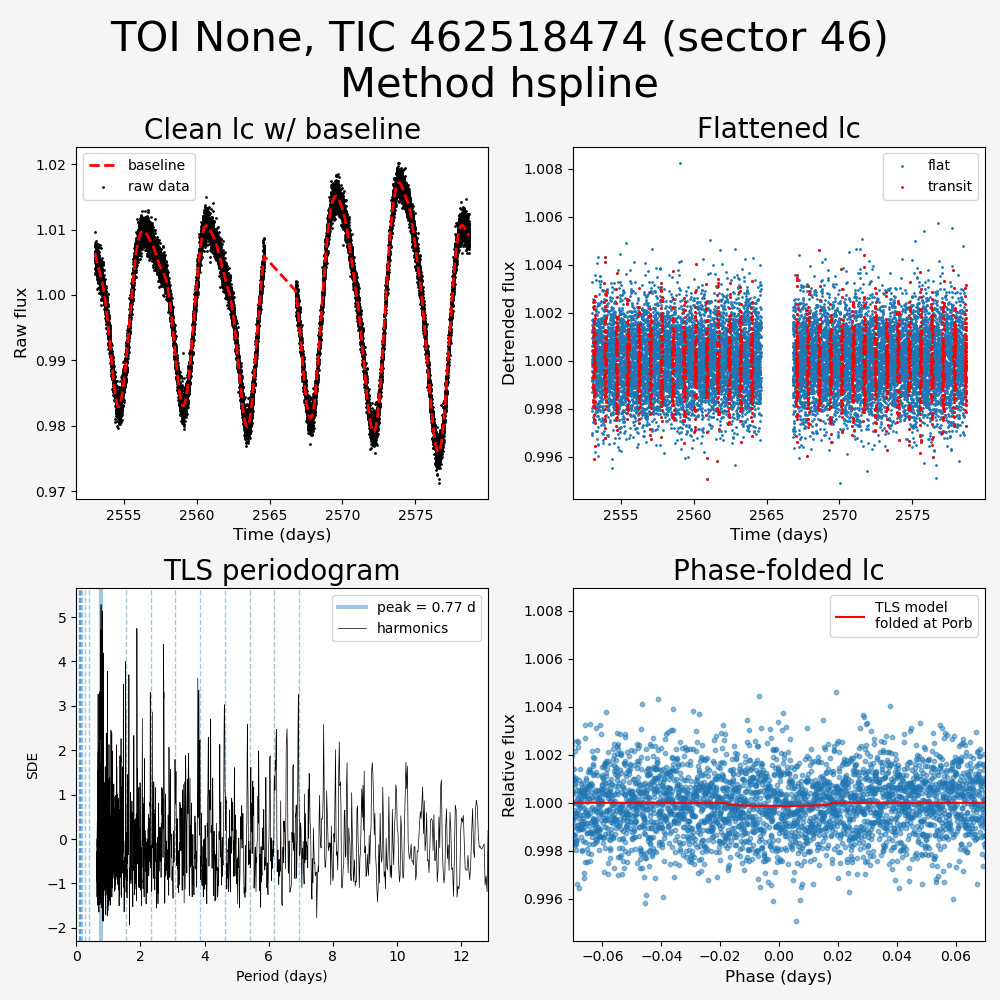 TOI None, TIC 462518474 (sector 46)
Method hspline
Clean lc w/ baseline
Flattened lc
baseline
raw data
flat
transit
1.02
1.01
1.00
0.99
0.98
0.97
Raw flux
2555
2560
2565
2570
2575
Time (days)
1.008
1.006
1.004
1.002
1.000
0.998
0.996
Detrended flux
2555
2560
2565
2570
2575
Time (days)
TLS periodogram
Phase-folded lc
peak = 0.77 d
harmonics
TLS model
folded at Porb
5
4
3
2
1
0
−1
−2
SDE
0
2
4
6
8
10
12
Period (days)
1.008
1.006
1.004
1.002
1.000
0.998
0.996
Relative flux
−0.06
−0.04
−0.02
0.00
0.02
0.04
0.06
Phase (days)